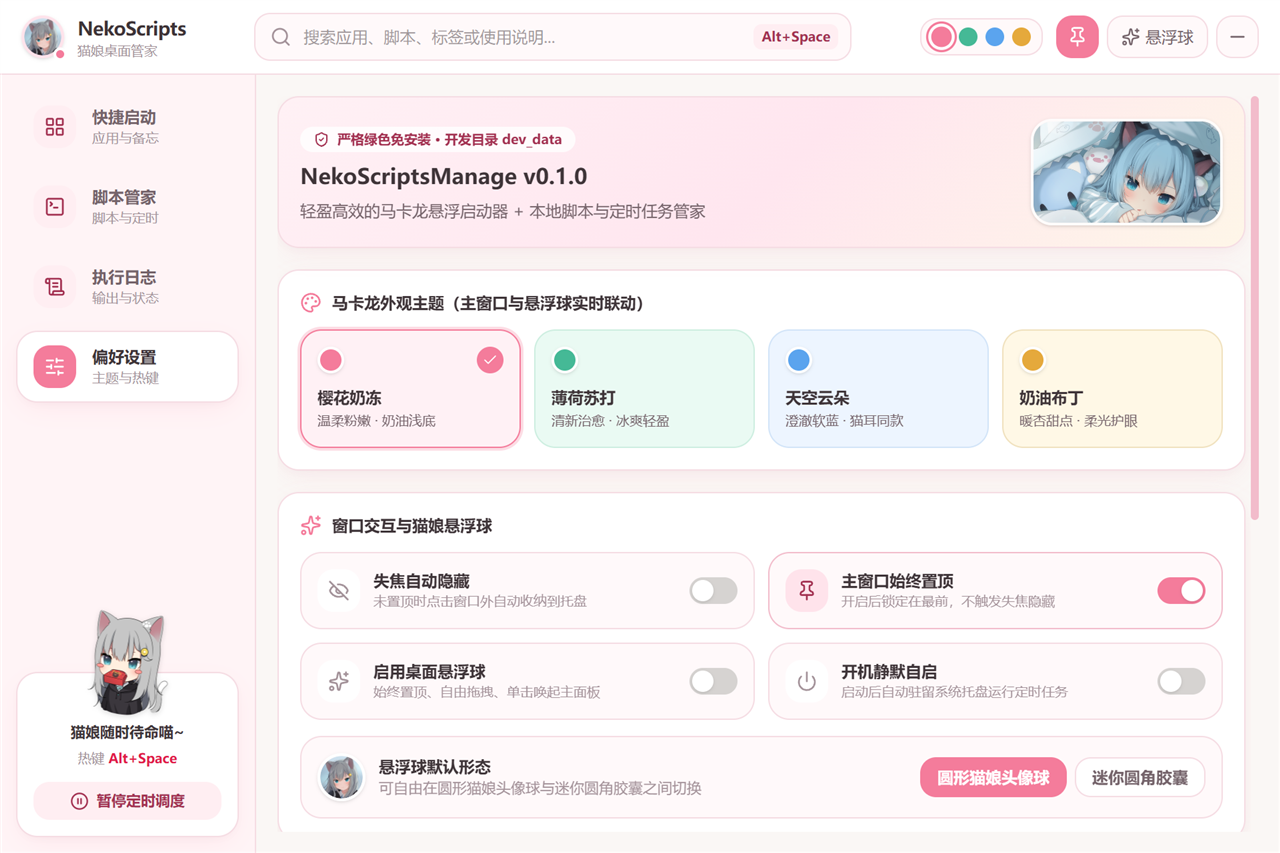 NekoScripts
猫娘桌面管家
搜索应用、脚本、标签或使用说明...
Alt+Space
悬浮球
快捷启动
应用与备忘
脚本管家
脚本与定时
执行日志
输出与状态
偏好设置
主题与热键
猫娘随时待命喵~
热键 Alt+Space
暂停定时调度
严格绿色免安装 • 开发目录 dev_data
NekoScriptsManage v0.1.0
轻盈高效的马卡龙悬浮启动器 + 本地脚本与定时任务管家
马卡龙外观主题（主窗口与悬浮球实时联动）
樱花奶冻
温柔粉嫩 · 奶油浅底
薄荷苏打
清新治愈 · 冰爽轻盈
天空云朵
澄澈软蓝 · 猫耳同款
奶油布丁
暖杏甜点 · 柔光护眼
窗口交互与猫娘悬浮球
失焦自动隐藏
未置顶时点击窗口外自动收纳到托盘
主窗口始终置顶
开启后锁定在最前，不触发失焦隐藏
启用桌面悬浮球
始终置顶、自由拖拽、单击唤起主面板
开机静默自启
启动后自动驻留系统托盘运行定时任务
悬浮球默认形态
可自由在圆形猫娘头像球与迷你圆角胶囊之间切换
圆形猫娘头像球
迷你圆角胶囊